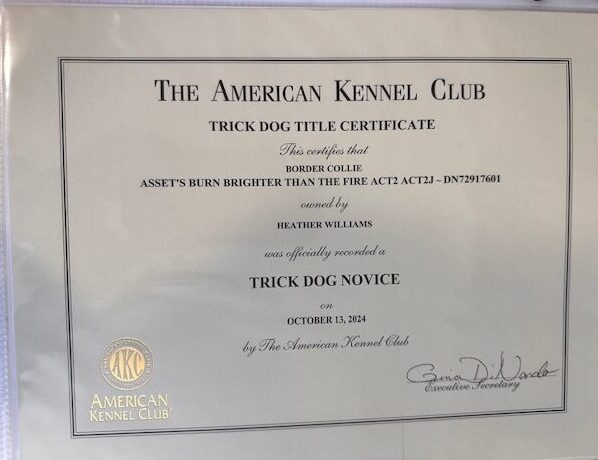 THE AMERICAN KENNEL CLUB
TRICK DOG TITLE CERTIFICATE
This certifies that
BORDER COLLIE
ASSET'S BURN BRIGHTER THAN THE FIRE ACT2 ACT2J ~ DN72917601
owned by
HEATHER WILLIAMS
was officially recorded a
TRICK DOG NOVICE
on
OCTOBER 13, 2024
by The American Kennel Club
AKC
AMERICAN
KENNEL CLUB®
Gina DiNardo
Executive Secretary